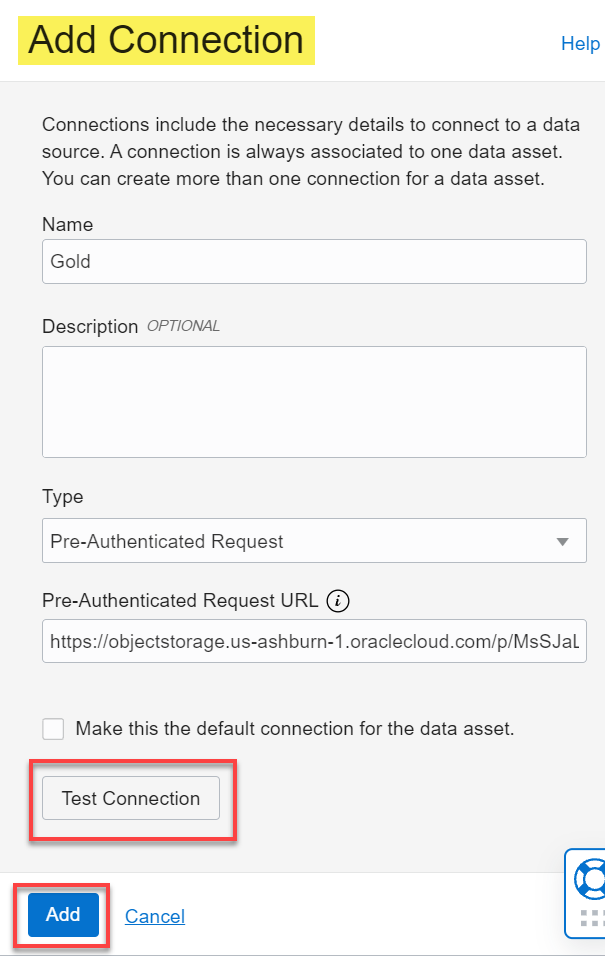 Add Connection
Help
Connections include the necessary details to connect to a data
source. A connection is always associated to one data asset.
You can create more than one connection for a data asset.
Name
Gold
Description OPTIONAL
Type
Pre-Authenticated Request
Pre-Authenticated Request URL i
https://objectstorage.us-ashburn-1.oraclecloud.com/p/MsSJaL
Make this the default connection for the data asset.
Test Connection
Add
Cancel